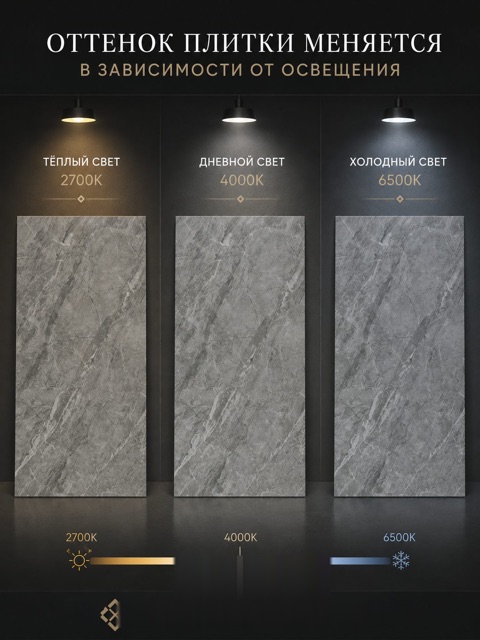 ОТТЕНОК ПЛИТКИ МЕНЯЕТСЯ
В ЗАВИСИМОСТИ ОТ ОСВЕЩЕНИЯ
ТЁПЛЫЙ СВЕТ
2700K
ДНЕВНОЙ СВЕТ
4000K
ХОЛОДНЫЙ СВЕТ
6500K
2700K
4000K
6500K